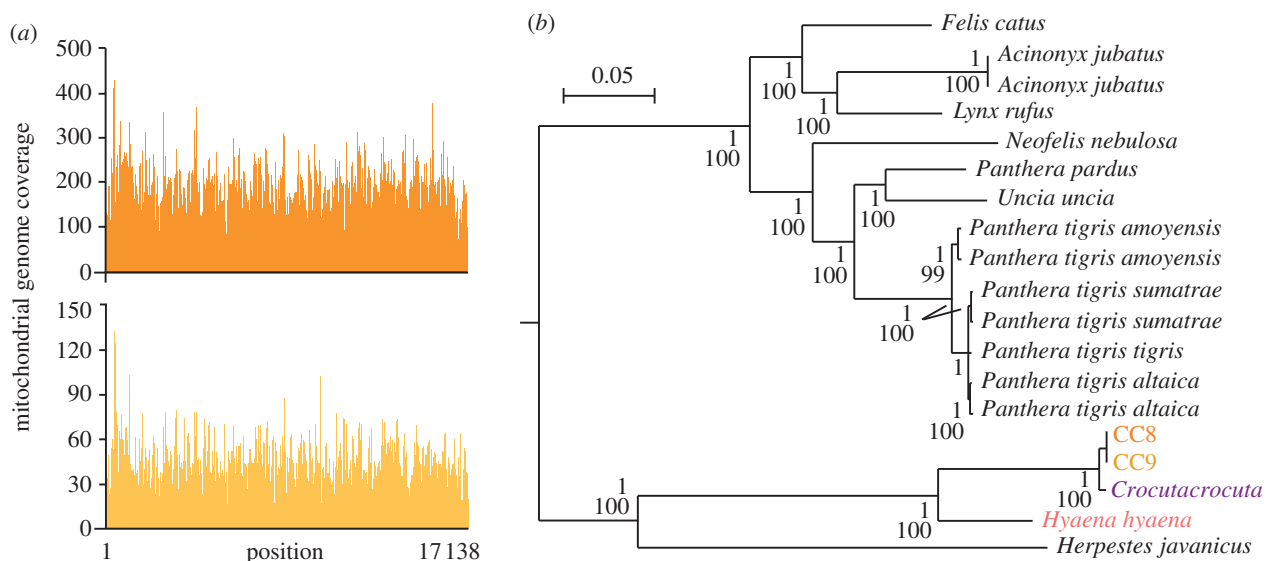 (a)
mitochondrial genome coverage
500
400
300
200
100
0
150
120
90
60
30
0
1 position 17 138
(b)
0.05
Felis catus
1
100
Acinonyx jubatus
1
100
Acinonyx jubatus
1
100
Lynx rufus
1
100
Neofelis nebulosa
1
100
Panthera pardus
1
100
Uncia uncia
1
100
Panthera tigris amoyensis
1
99
Panthera tigris amoyensis
Panthera tigris sumatrae
1
100
Panthera tigris sumatrae
Panthera tigris tigris
1
Panthera tigris altaica
1
100
Panthera tigris altaica
CC8
CC9
1
100
Crocutacrocuta
1
100
1
100
Hyaena hyaena
Herpestes javanicus